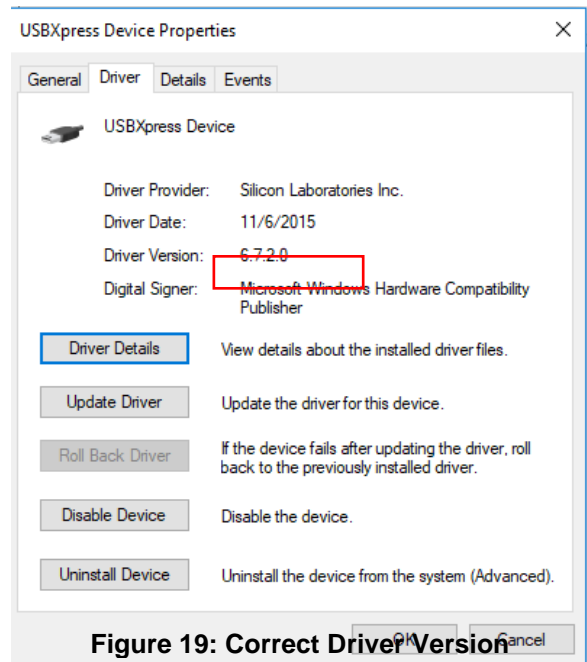 USBXpress Device Properties
General Driver Details Events
USBXpress Device
Driver Provider: Silicon Laboratories Inc.
Driver Date: 11/6/2015
Driver Version: 6.7.2.0
Digital Signer: Microsoft Windows Hardware Compatibility
Publisher
Driver Details View details about the installed driver files.
Update Driver Update the driver for this device.
Roll Back Driver If the device fails after updating the driver, roll
back to the previously installed driver.
Disable Device Disable the device.
Uninstall Device Uninstall the device from the system (Advanced).
OK Cancel
Figure 19: Correct Driver Version